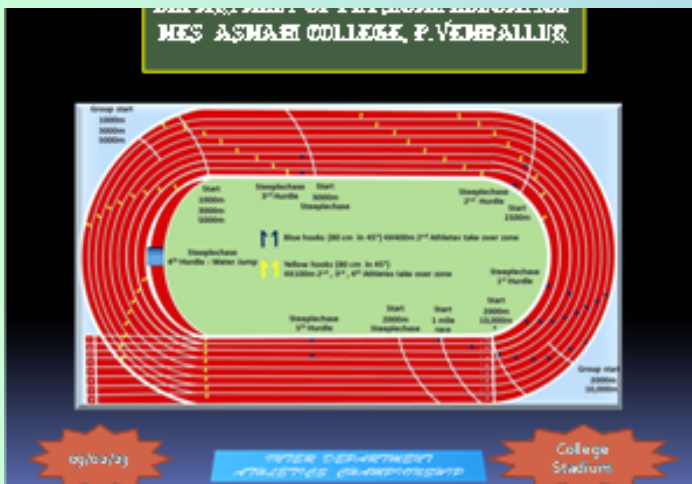 DEPARTMENT OF PHYSICAL EDUCATION
MES ASMABI COLLEGE, P.VEMBALLUR
Group start
1000m
3000m
5000m
Start
1000m
3000m
5000m
Steeplechase
3rd Hurdle
Start
3000m
Steeplechase
Steeplechase
2nd Hurdle
Start
1500m
Blue hooks (80 cm in 45°) 4X400m 2nd Athletes take over zone
Steeplechase
4th Hurdle : Water Jump
Yellow hooks (80 cm in 45°)
4X100m 2nd, 3rd, 4th Athletes take over zone
Steeplechase
1st Hurdle
Steeplechase
5th Hurdle
Start
2000m
Steeplechase
Start
1 mile
race
Start
2000m
10,000m
Group start
2000m
10,000m
09/02/23
INTER DEPARTMENT
ATHLETICS CHAMPIONSHIP
College
Stadium